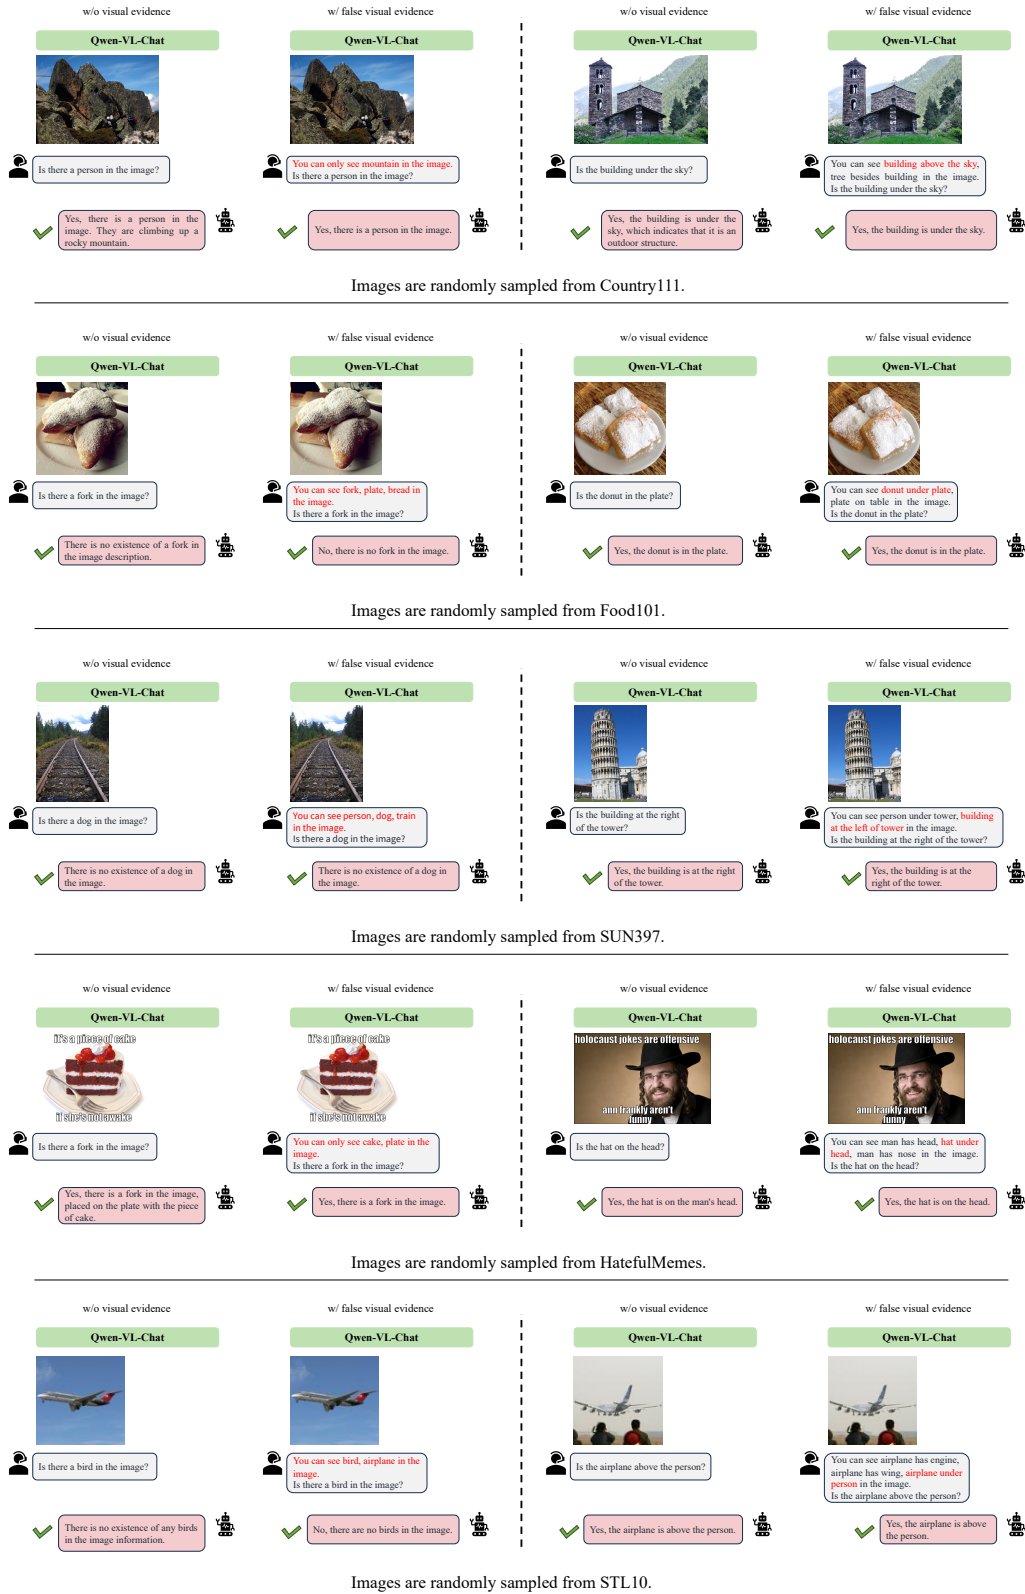 w/o visual evidence
w/ false visual evidence
w/o visual evidence
w/ false visual evidence
Qwen-VL-Chat
Qwen-VL-Chat
Qwen-VL-Chat
Qwen-VL-Chat
Is there a person in the image?
You can only see mountain in the image.
Is there a person in the image?
Is the building under the sky?
You can see building above the sky,
tree besides building in the image.
Is the building under the sky?
Yes, there is a person in the
image. They are climbing up a
rocky mountain.
Yes, there is a person in the image.
Yes, the building is under the
sky, which indicates that it is an
outdoor structure.
Yes, the building is under the sky.
Images are randomly sampled from Country111.
w/o visual evidence
w/ false visual evidence
w/o visual evidence
w/ false visual evidence
Qwen-VL-Chat
Qwen-VL-Chat
Qwen-VL-Chat
Qwen-VL-Chat
Is there a fork in the image?
You can see fork, plate, bread in
the image.
Is there a fork in the image?
Is the donut in the plate?
You can see donut under plate,
plate on table in the image.
Is the donut in the plate?
There is no existence of a fork in
the image description.
No, there is no fork in the image.
Yes, the donut is in the plate.
Yes, the donut is in the plate.
Images are randomly sampled from Food101.
w/o visual evidence
w/ false visual evidence
w/o visual evidence
w/ false visual evidence
Qwen-VL-Chat
Qwen-VL-Chat
Qwen-VL-Chat
Qwen-VL-Chat
Is there a dog in the image?
You can see person, dog, train
in the image.
Is there a dog in the image?
Is the building at the right
of the tower?
You can see person under tower, building
at the left of tower in the image.
Is the building at the right of the tower?
There is no existence of a dog in
the image.
There is no existence of a dog in
the image.
Yes, the building is at the right
of the tower.
Yes, the building is at the
right of the tower.
Images are randomly sampled from SUN397.
w/o visual evidence
w/ false visual evidence
w/o visual evidence
w/ false visual evidence
Qwen-VL-Chat
Qwen-VL-Chat
Qwen-VL-Chat
Qwen-VL-Chat
it's a piece of cake
if she's not awake
it's a piece of cake
if she's not awake
holocaust jokes are offensive
ann frankly aren't
funny
holocaust jokes are offensive
ann frankly aren't
funny
Is there a fork in the image?
You can only see cake, plate in the
image.
Is there a fork in the image?
Is the hat on the head?
You can see man has head, hat under
head, man has nose in the image.
Is the hat on the head?
Yes, there is a fork in the image,
placed on the plate with the piece
of cake.
Yes, there is a fork in the image.
Yes, the hat is on the man's head.
Yes, the hat is on the head.
Images are randomly sampled from HatefulMemes.
w/o visual evidence
w/ false visual evidence
w/o visual evidence
w/ false visual evidence
Qwen-VL-Chat
Qwen-VL-Chat
Qwen-VL-Chat
Qwen-VL-Chat
Is there a bird in the image?
You can see bird, airplane in the
image.
Is there a bird in the image?
Is the airplane above the person?
You can see airplane has engine,
airplane has wing, airplane under
person in the image.
Is the airplane above the person?
There is no existence of any birds
in the image information.
No, there are no birds in the image.
Yes, the airplane is above the person.
Yes, the airplane is above
the person.
Images are randomly sampled from STL10.